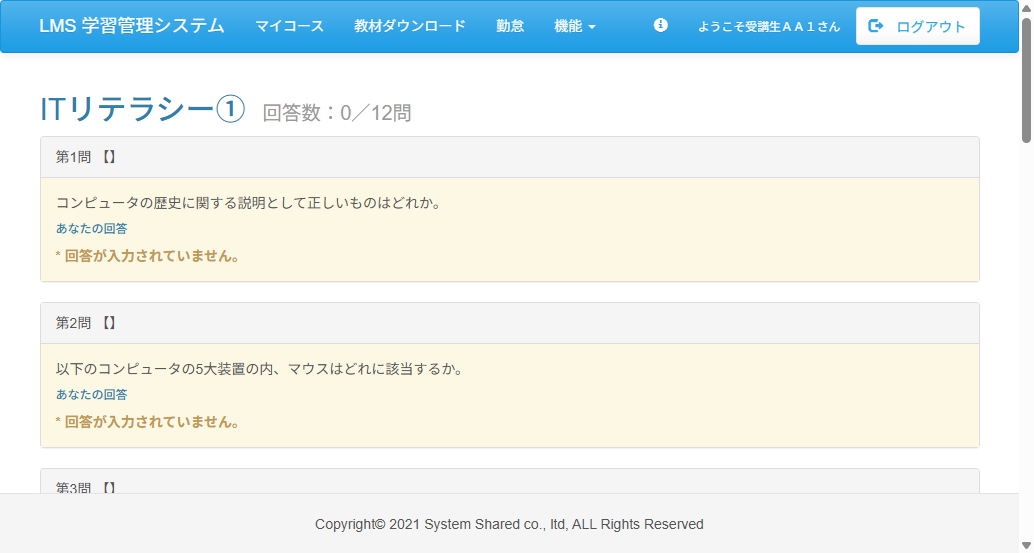 LMS 学習管理システム マイコース 教材ダウンロード 勤怠 機能 ようこそ受講生ＡＡ１さん ログアウト
ITリテラシー① 回答数：0／12問
第1問 【】
コンピュータの歴史に関する説明として正しいものはどれか。
あなたの回答
* 回答が入力されていません。
第2問 【】
以下のコンピュータの5大装置の内、マウスはどれに該当するか。
あなたの回答
* 回答が入力されていません。
第3問 【】
Copyright© 2021 System Shared co., ltd, ALL Rights Reserved